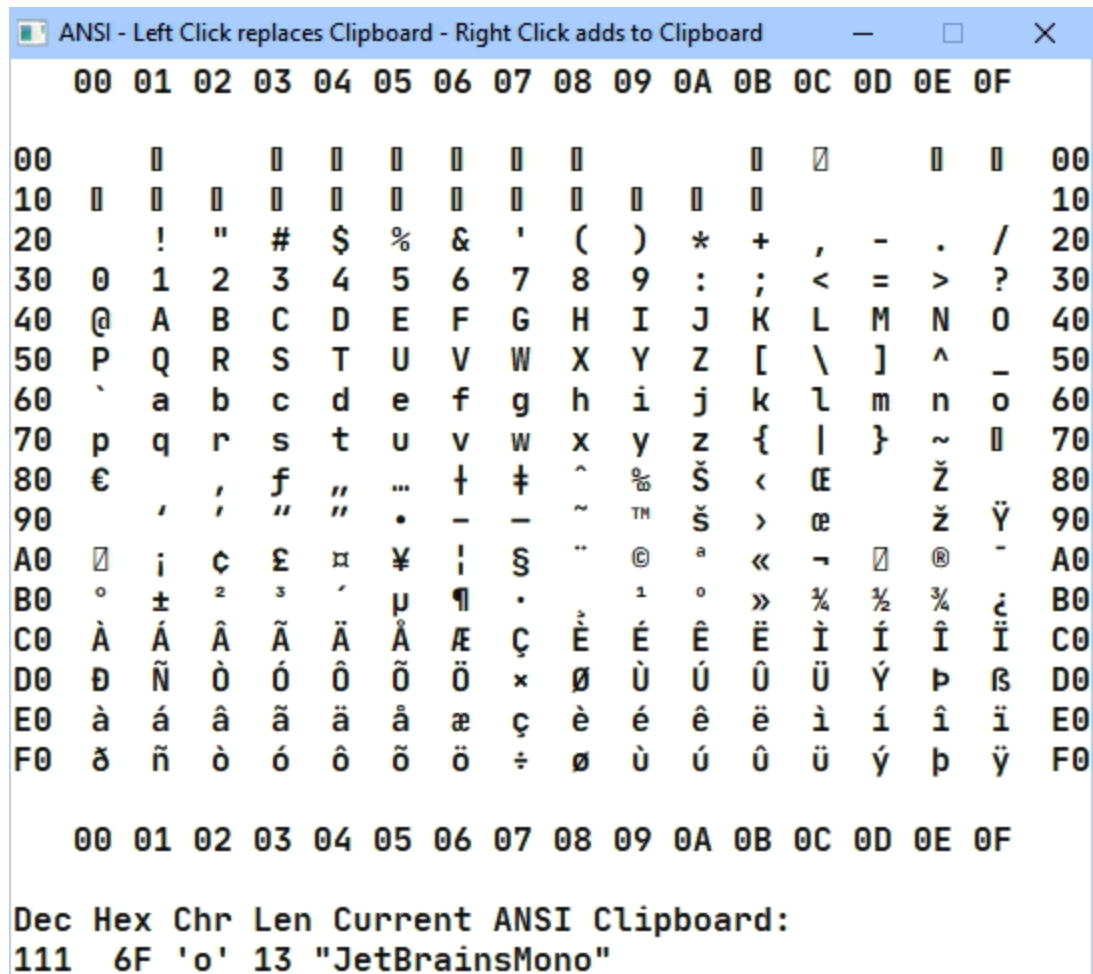 ANSI - Left Click replaces Clipboard - Right Click adds to Clipboard
00 01 02 03 04 05 06 07 08 09 0A 0B 0C 0D 0E 0F
00 00
10 10
20 ! " # $ % & ' ( ) * + , - . / 20
30 0 1 2 3 4 5 6 7 8 9 : ; < = > ? 30
40 @ A B C D E F G H I J K L M N O 40
50 P Q R S T U V W X Y Z [ \ ] ^ _ 50
60 ` a b c d e f g h i j k l m n o 60
70 p q r s t u v w x y z { | } ~ 70
80 € ‚ ƒ „ … † ‡ ˆ ‰ Š ‹ Œ Ž 80
90 ‘ ’ “ ” • – — ˜ ™ š › œ ž Ÿ 90
A0 ¡ ¢ £ ¤ ¥ ¦ § ¨ © ª « ¬ ® ¯ A0
B0 ° ± ² ³ ´ µ ¶ · ¸ ¹ º » ¼ ½ ¾ ¿ B0
C0 À Á Â Ã Ä Å Æ Ç È É Ê Ë Ì Í Î Ï C0
D0 Ð Ñ Ò Ó Ô Õ Ö × Ø Ù Ú Û Ü Ý Þ ß D0
E0 à á â ã ä å æ ç è é ê ë ì í î ï E0
F0 ð ñ ò ó ô õ ö ÷ ø ù ú û ü ý þ ÿ F0
00 01 02 03 04 05 06 07 08 09 0A 0B 0C 0D 0E 0F
Dec Hex Chr Len Current ANSI Clipboard:
111 6F 'o' 13 "JetBrainsMono"